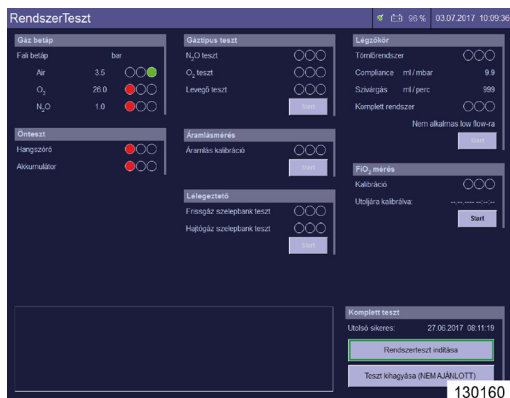 RendszerTeszt
96 %
03.07.2017 10:09:36
Gáz betáp
Fali betáp bar
Air 3.5
O2 26.0
N2O 1.0
Önteszt
Hangszóró
Akkumulátor
Gáztípus teszt
N2O teszt
O2 teszt
Levegő teszt
Start
Áramlásmérés
Áramlás kalibráció
Start
Lélegeztető
Frissgáz szelepbank teszt
Hajtógáz szelepbank teszt
Start
Légzőkör
Tömlőrendszer
Compliance ml/mbar 9.9
Szivárgás ml/perc 999
Komplett rendszer
Nem alkalmas low flow-ra
Start
FiO2 mérés
Kalibráció
Utoljára kalibrálva: --.--.---- --:--:--
Start
Komplett teszt
Utolsó sikeres: 27.06.2017 08:11:19
Rendszerteszt indítása
Teszt kihagyása (NEM AJÁNLOTT)
130160